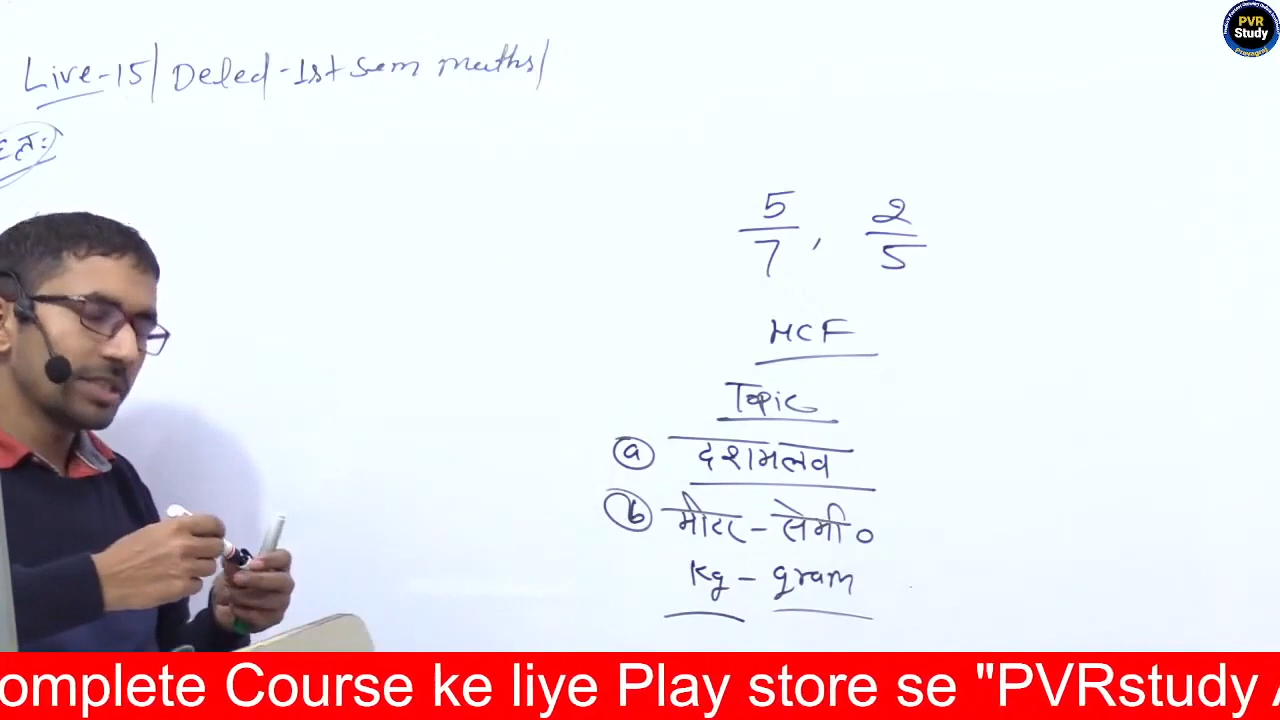 Live-15/ Deled-1st sem maths/
5/7, 2/5
HCF
Topic
(a) दशमलव
(b) मीटर - सेमी०
Kg - gram
PVR
Study
Prayagraj
omplete Course ke liye Play store se "PVRstudy A